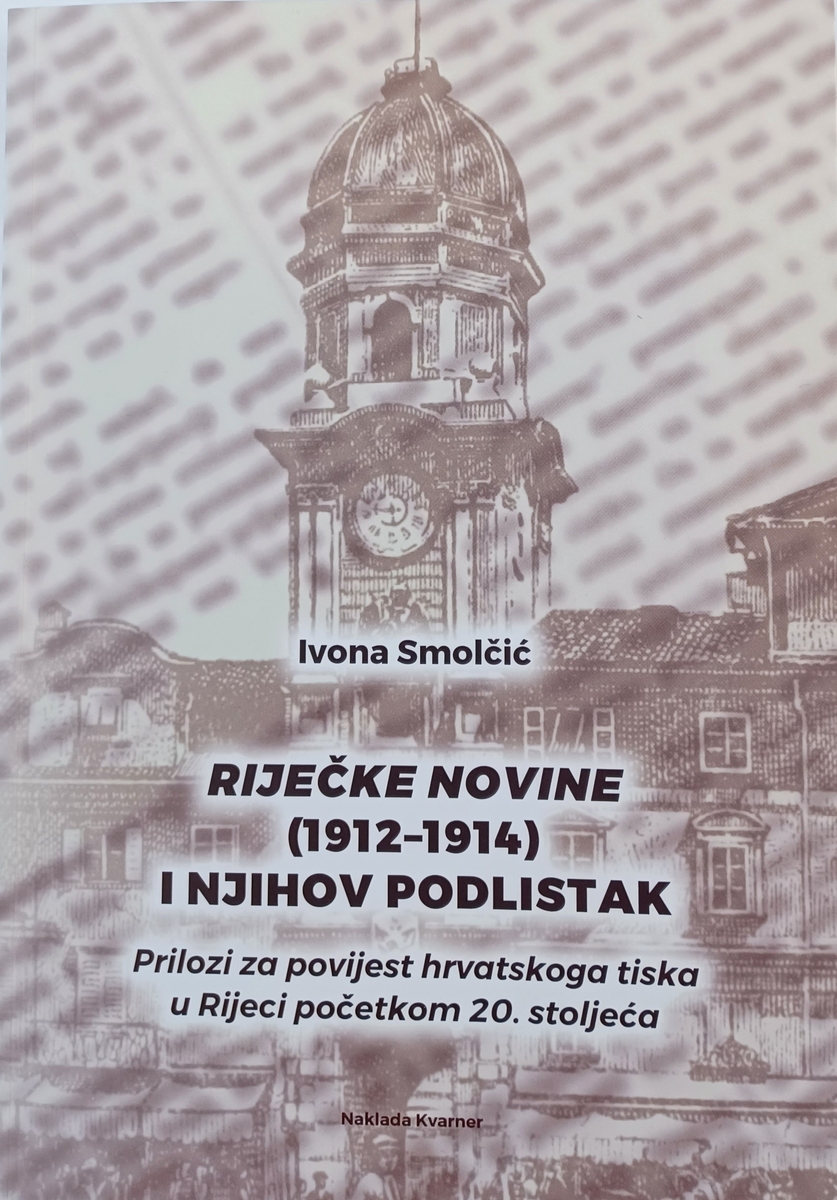 Ivona Smolčić
RIJEČKE NOVINE
(1912–1914)
I NJIHOV PODLISTAK
Prilozi za povijest hrvatskoga tiska
u Rijeci početkom 20. stoljeća
Naklada Kvarner